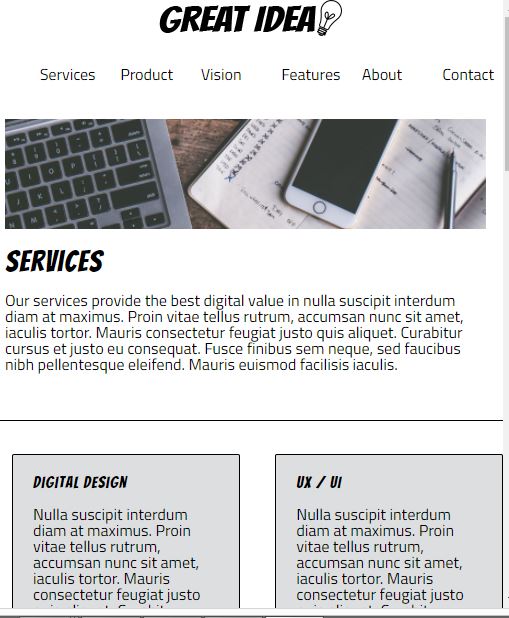 GREAT IDEA
Services Product Vision Features About Contact
SERVICES
Our services provide the best digital value in nulla suscipit interdum
diam at maximus. Proin vitae tellus rutrum, accumsan nunc sit amet,
iaculis tortor. Mauris consectetur feugiat justo quis aliquet. Curabitur
cursus et justo eu consequat. Fusce finibus sem neque, sed faucibus
nibh pellentesque eleifend. Mauris euismod facilisis iaculis.
DIGITAL DESIGN
Nulla suscipit interdum
diam at maximus. Proin
vitae tellus rutrum,
accumsan nunc sit amet,
iaculis tortor. Mauris
consectetur feugiat justo
UX / UI
Nulla suscipit interdum
diam at maximus. Proin
vitae tellus rutrum,
accumsan nunc sit amet,
iaculis tortor. Mauris
consectetur feugiat justo